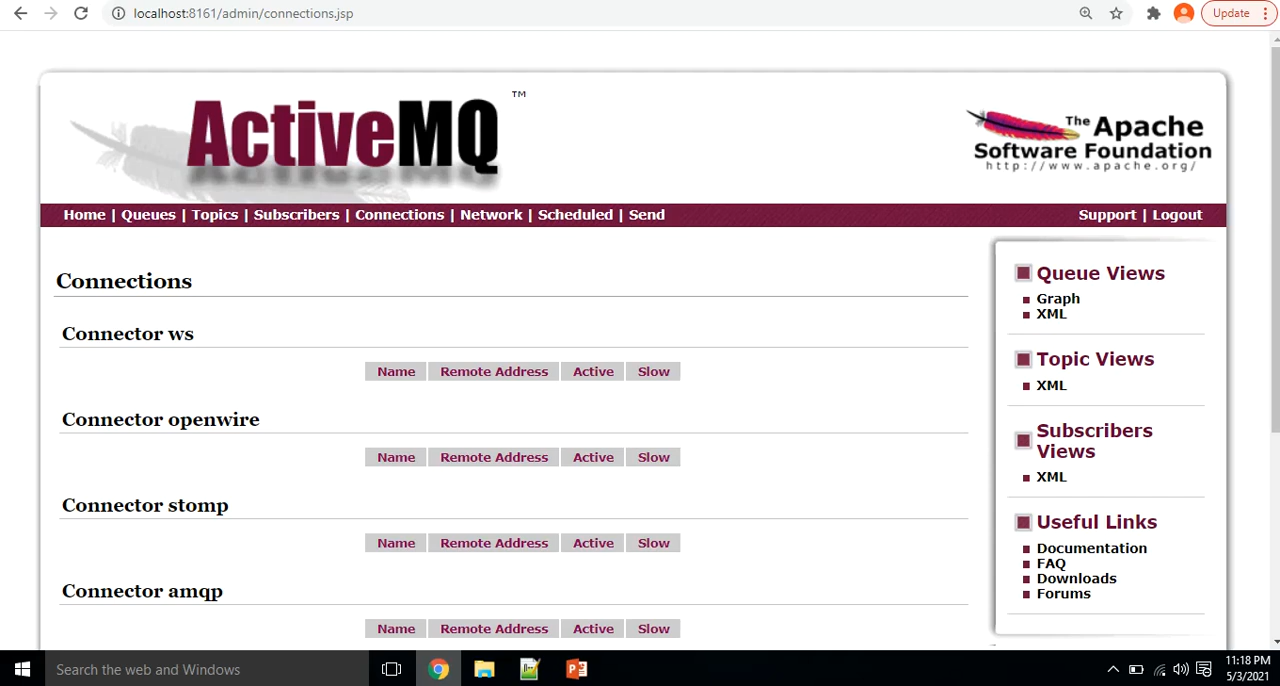 localhost:8161/admin/connections.jsp
Update
ActiveMQ
TM
The Apache
Software Foundation
http://www.apache.org/
Home | Queues | Topics | Subscribers | Connections | Network | Scheduled | Send
Support | Logout
Connections
Connector ws
Name Remote Address Active Slow
Connector openwire
Name Remote Address Active Slow
Connector stomp
Name Remote Address Active Slow
Connector amqp
Name Remote Address Active Slow
Queue Views
Graph
XML
Topic Views
XML
Subscribers
Views
XML
Useful Links
Documentation
FAQ
Downloads
Forums
Search the web and Windows
11:18 PM
5/3/2021